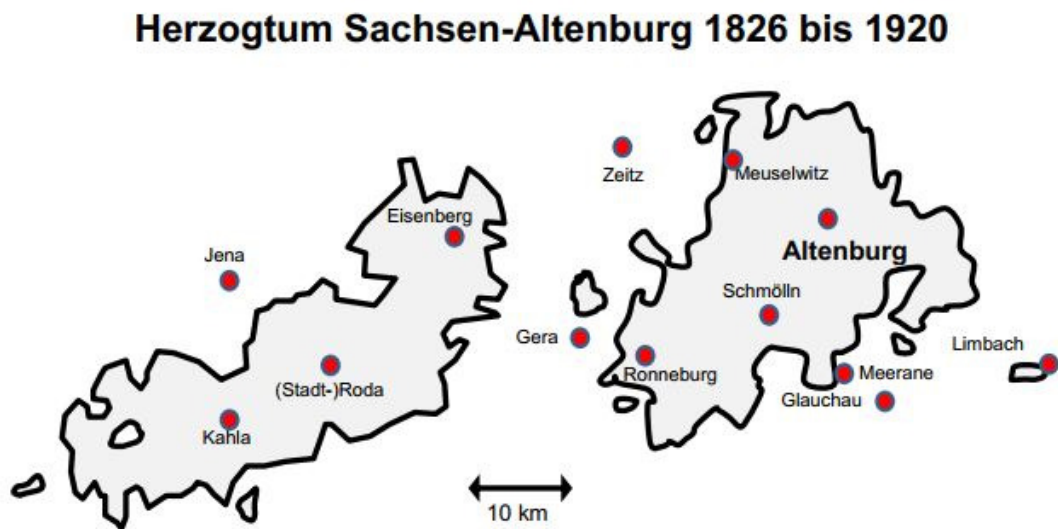 Herzogtum Sachsen-Altenburg 1826 bis 1920
Zeitz
Meuselwitz
Eisenberg
Altenburg
Jena
Schmölln
Gera
Limbach
Ronneburg
Meerane
(Stadt-)Roda
Glauchau
Kahla
10 km